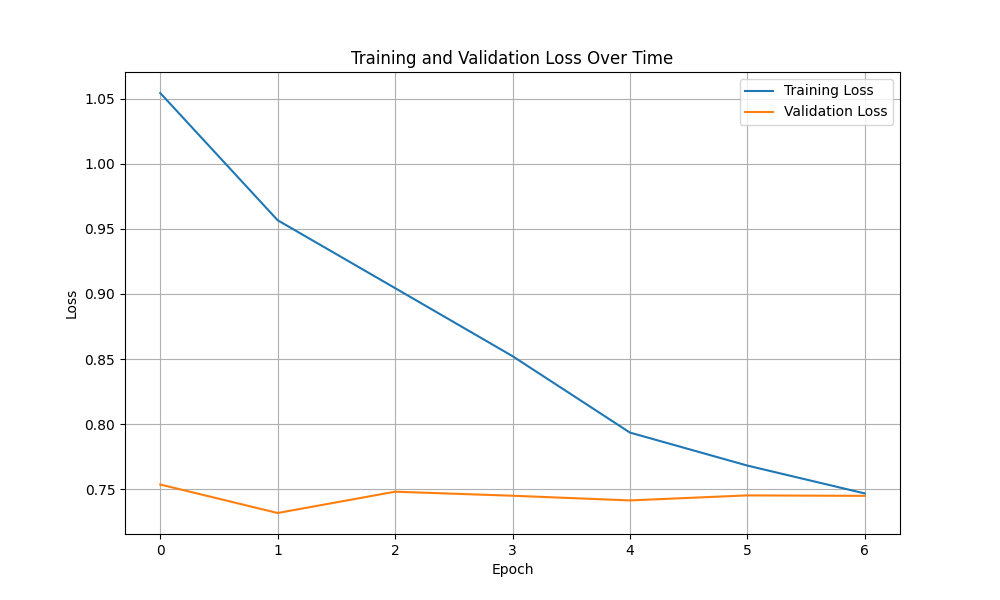 Training and Validation Loss Over Time
Training Loss
Validation Loss
1.05
1.00
0.95
0.90
0.85
0.80
0.75
Loss
0 1 2 3 4 5 6
Epoch